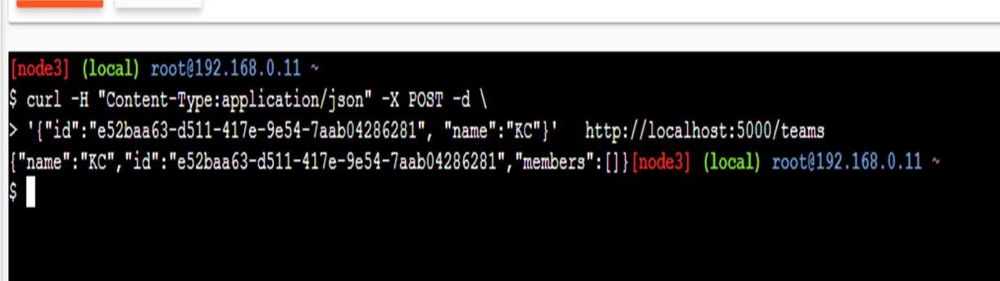 [node3] (local) root@192.168.0.11 ~
$ curl -H "Content-Type:application/json" -X POST -d \
> '{"id":"e52baa63-d511-417e-9e54-7aab04286281", "name":"KC"}'   http://localhost:5000/teams
{"name":"KC","id":"e52baa63-d511-417e-9e54-7aab04286281","members":[]}[node3] (local) root@192.168.0.11 ~
$